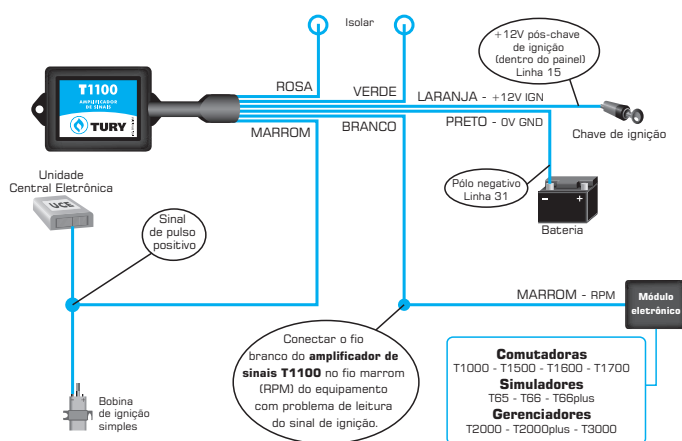 Isolar
+12V pós-chave
de ignição
(dentro do painel)
Linha 15
T1100
AMPLIFICADOR
DE SINAIS
TURY
ROSA
VERDE
LARANJA - +12V IGN
MARROM
BRANCO
PRETO - 0V GND
Chave de ignição
Unidade
Central Eletrônica
UCE
Sinal
de pulso
positivo
Pólo negativo
Linha 31
- +
Bateria
MARROM - RPM
Módulo
eletrônico
Conectar o fio
branco do amplificador de
sinais T1100 no fio marrom
(RPM) do equipamento
com problema de leitura
do sinal de ignição.
Comutadoras
T1000 - T1500 - T1600 - T1700
Simuladores
T65 - T66 - T66plus
Gerenciadores
T2000 - T2000plus - T3000
Bobina
de ignição
simples